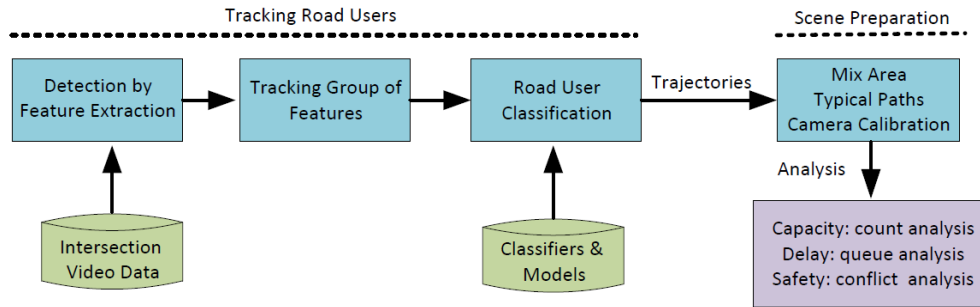 Tracking Road Users
Scene Preparation
Detection by
Feature Extraction
Tracking Group of
Features
Road User
Classification
Trajectories
Mix Area
Typical Paths
Camera Calibration
Analysis
Intersection
Video Data
Classifiers &
Models
Capacity: count analysis
Delay: queue analysis
Safety: conflict analysis